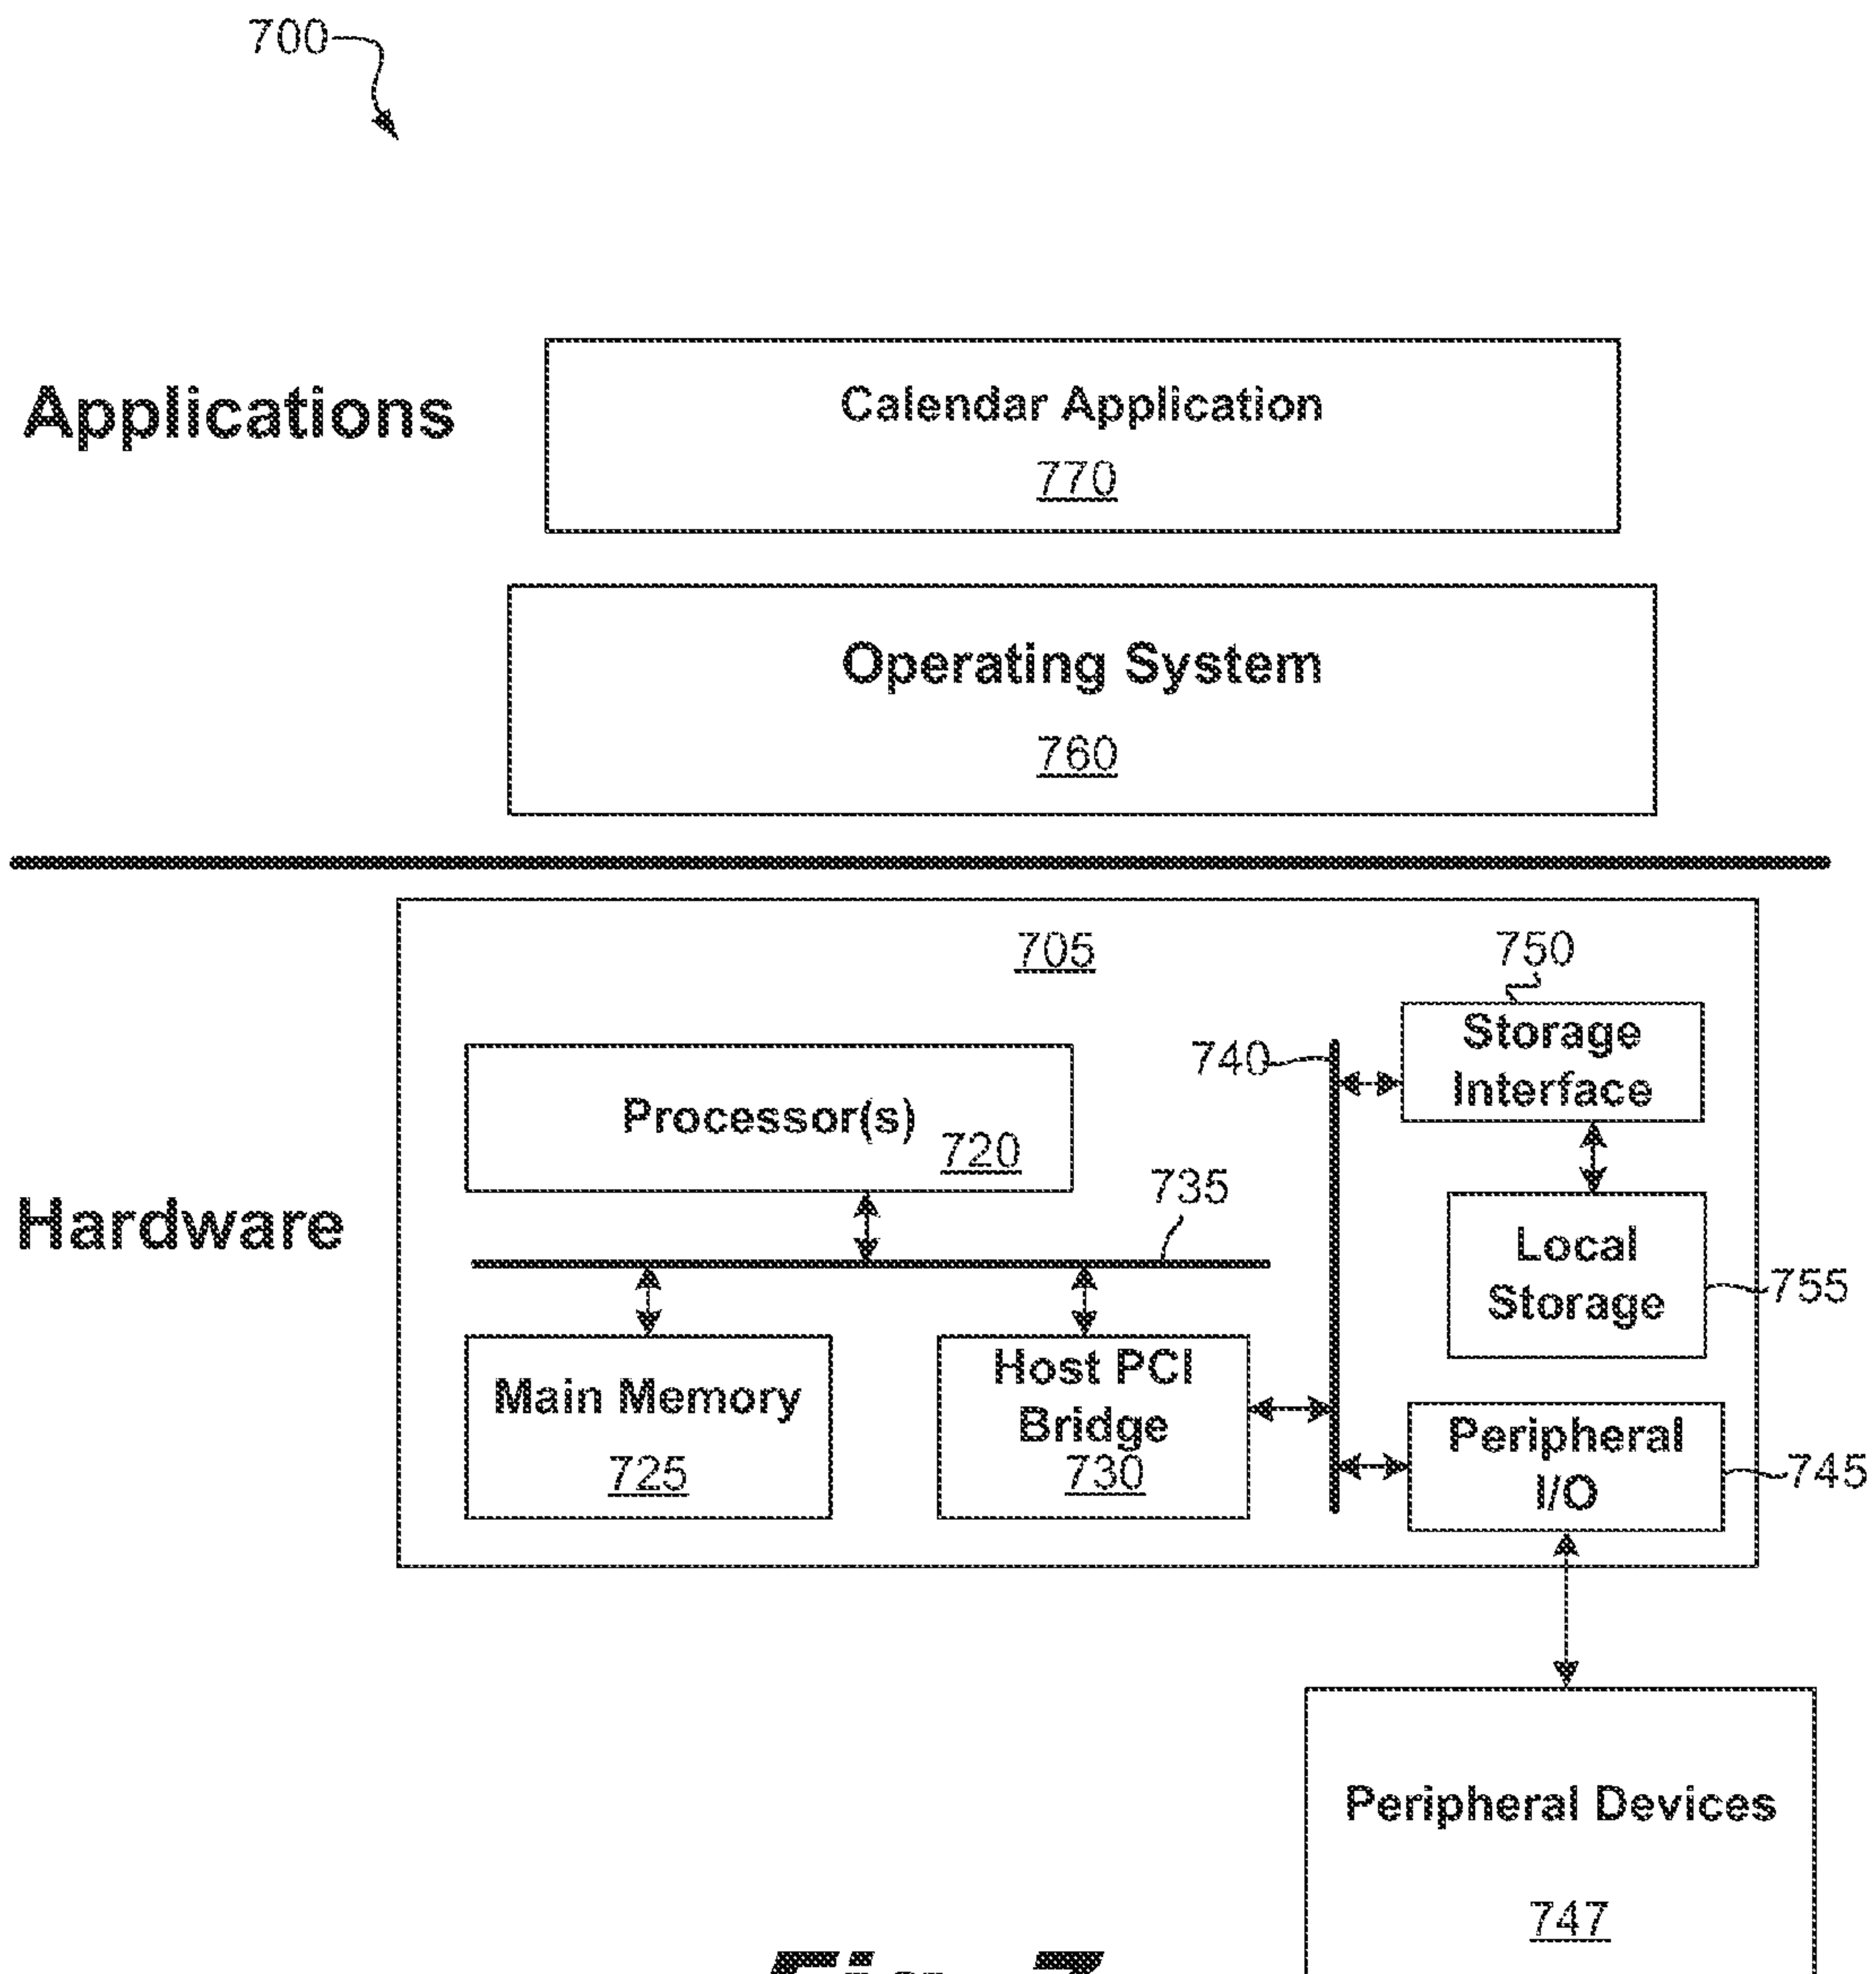 700
Applications
Calendar Application
770
Operating System
760
705
750
Storage
Interface
740
Processor(s)
720
735
Hardware
Local
Storage
755
Main Memory
725
Host PCI
Bridge
730
Peripheral
I/O
745
Peripheral Devices
747